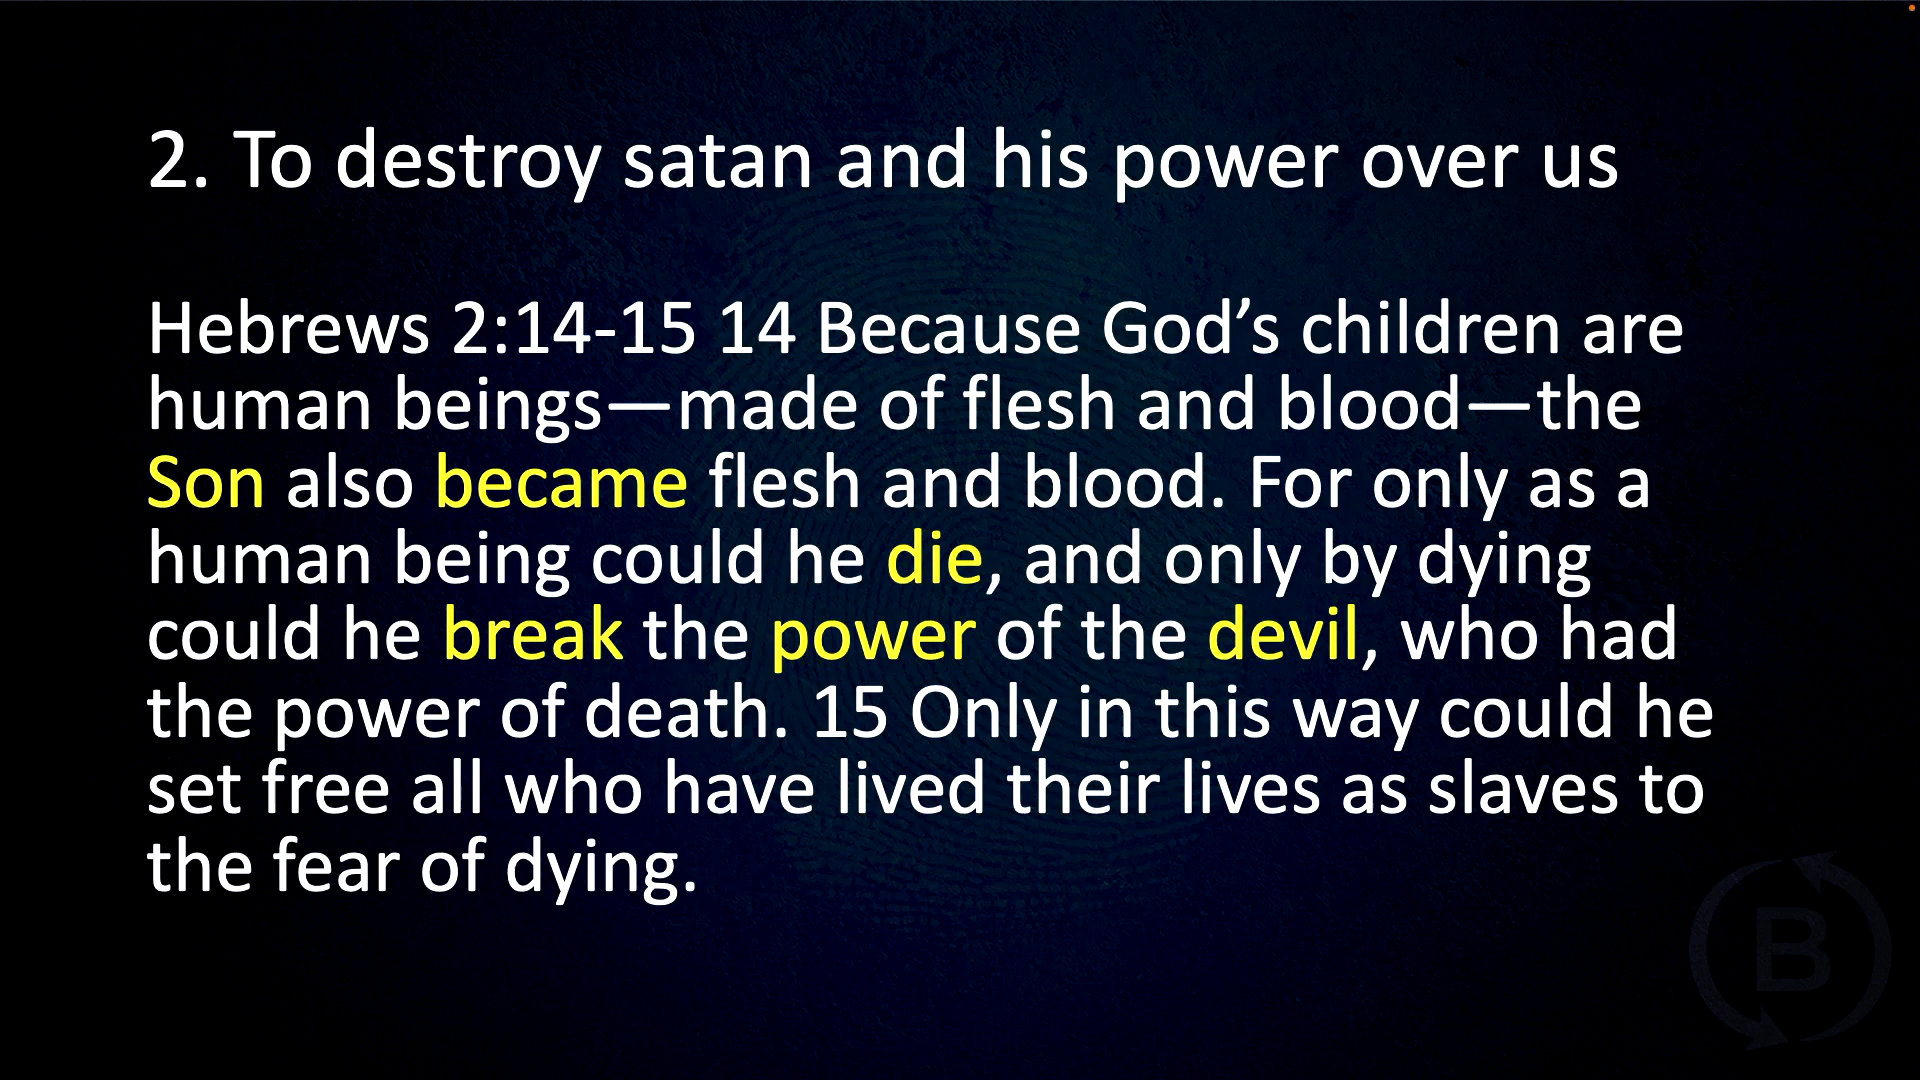 2. To destroy satan and his power over us
Hebrews 2:14-15 14 Because God’s children are
human beings—made of flesh and blood—the
Son also became flesh and blood. For only as a
human being could he die, and only by dying
could he break the power of the devil, who had
the power of death. 15 Only in this way could he
set free all who have lived their lives as slaves to
the fear of dying.
B